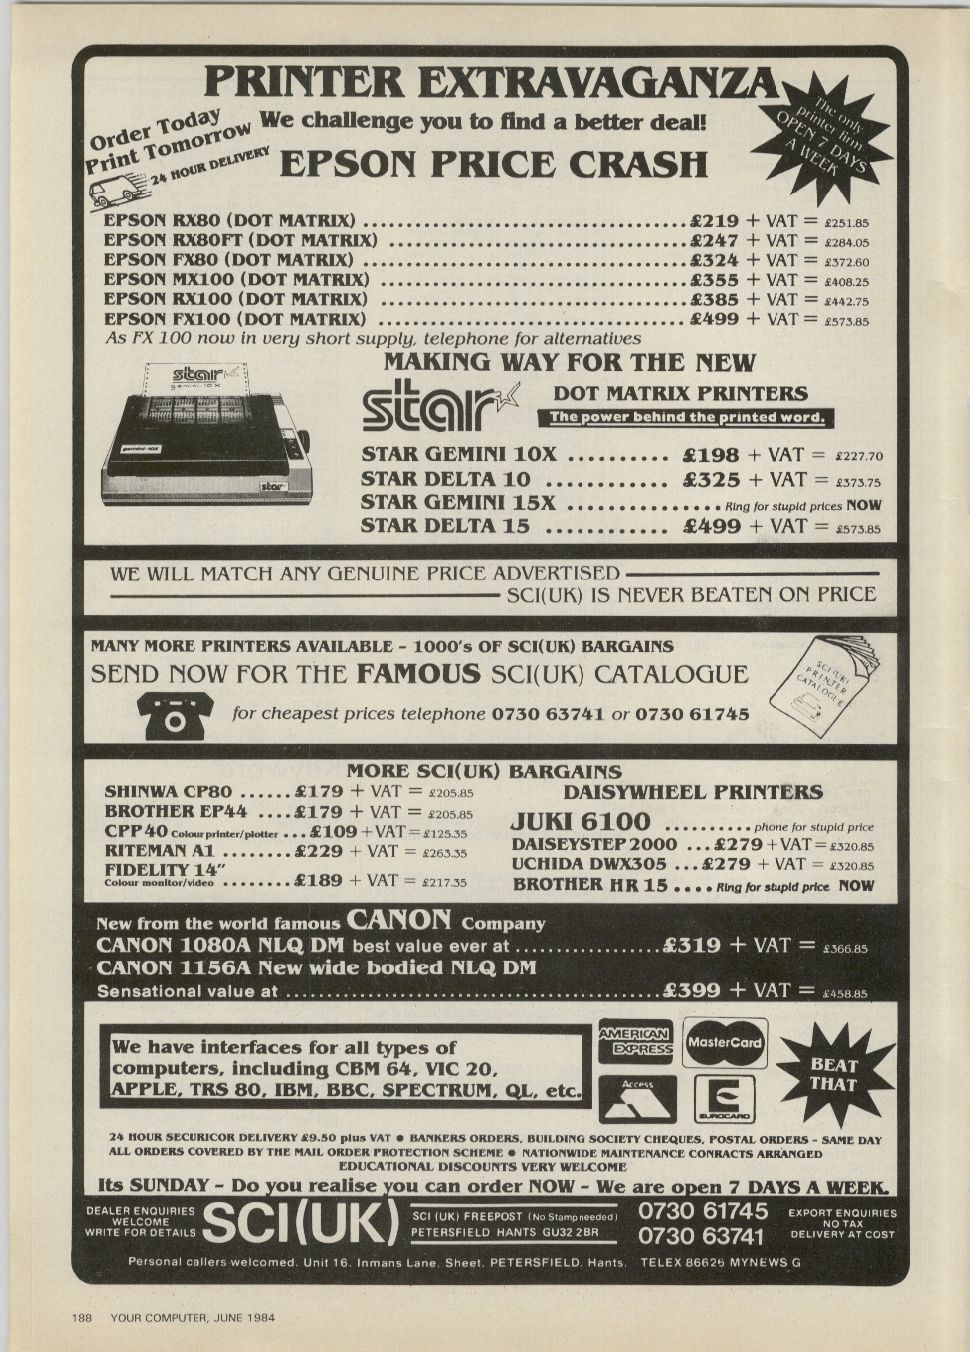 PRINTER EXTRAVAGANZA
Order Today
Print Tomorrow
24 HOUR DELIVERY
We challenge you to find a better deal!
EPSON PRICE CRASH
The only
printer firm
OPEN 7 DAYS
A WEEK
EPSON RX80 (DOT MATRIX) .................................... £219 + VAT = £251.85
EPSON RX80FT (DOT MATRIX) ................................. £247 + VAT = £284.05
EPSON FX80 (DOT MATRIX) .................................... £324 + VAT = £372.60
EPSON MX100 (DOT MATRIX) .................................. £355 + VAT = £408.25
EPSON RX100 (DOT MATRIX) .................................. £385 + VAT = £442.75
EPSON FX100 (DOT MATRIX) .................................. £499 + VAT = £573.85
As FX 100 now in very short supply, telephone for alternatives
MAKING WAY FOR THE NEW
star
gemini-10X
gemini-10X
star
star
DOT MATRIX PRINTERS
The power behind the printed word.
STAR GEMINI 10X .......... £198 + VAT = £227.70
STAR DELTA 10 ............ £325 + VAT = £373.75
STAR GEMINI 15X ............... Ring for stupid prices NOW
STAR DELTA 15 ............ £499 + VAT = £573.85
WE WILL MATCH ANY GENUINE PRICE ADVERTISED
SCI(UK) IS NEVER BEATEN ON PRICE
MANY MORE PRINTERS AVAILABLE - 1000's OF SCI(UK) BARGAINS
SEND NOW FOR THE FAMOUS SCI(UK) CATALOGUE
for cheapest prices telephone 0730 63741 or 0730 61745
SCI(UK)
PRINTER
CATALOGUE
MORE SCI(UK) BARGAINS
SHINWA CP80 ...... £179 + VAT = £205.85
BROTHER EP44 .... £179 + VAT = £205.85
CPP 40 Colour printer/plotter ... £109 + VAT = £125.35
RITEMAN A1 ........ £229 + VAT = £263.35
FIDELITY 14"
Colour monitor/video ........ £189 + VAT = £217.35
DAISYWHEEL PRINTERS
JUKI 6100 .......... phone for stupid price
DAISEYSTEP 2000 ... £279 + VAT = £320.85
UCHIDA DWX305 ... £279 + VAT = £320.85
BROTHER HR 15 .... Ring for stupid price NOW
New from the world famous CANON Company
CANON 1080A NLQ DM best value ever at .................. £319 + VAT = £366.85
CANON 1156A New wide bodied NLQ DM
Sensational value at .......................................... £399 + VAT = £458.85
We have interfaces for all types of
computers, including CBM 64, VIC 20,
APPLE, TRS 80, IBM, BBC, SPECTRUM, QL, etc.
AMERICAN
EXPRESS
MasterCard
Access
EUROCARD
BEAT
THAT
24 HOUR SECURICOR DELIVERY £9.50 plus VAT ● BANKERS ORDERS, BUILDING SOCIETY CHEQUES, POSTAL ORDERS - SAME DAY
ALL ORDERS COVERED BY THE MAIL ORDER PROTECTION SCHEME ● NATIONWIDE MAINTENANCE CONRACTS ARRANGED
EDUCATIONAL DISCOUNTS VERY WELCOME
Its SUNDAY - Do you realise you can order NOW - We are open 7 DAYS A WEEK.
DEALER ENQUIRIES
WELCOME
WRITE FOR DETAILS
SCI(UK)
SCI (UK) FREEPOST (No Stamp needed)
PETERSFIELD HANTS GU32 2BR
0730 61745
0730 63741
EXPORT ENQUIRIES
NO TAX
DELIVERY AT COST
Personal callers welcomed. Unit 16, Inmans Lane, Sheet, PETERSFIELD, Hants. TELEX 86626 MYNEWS G
188 YOUR COMPUTER, JUNE 1984